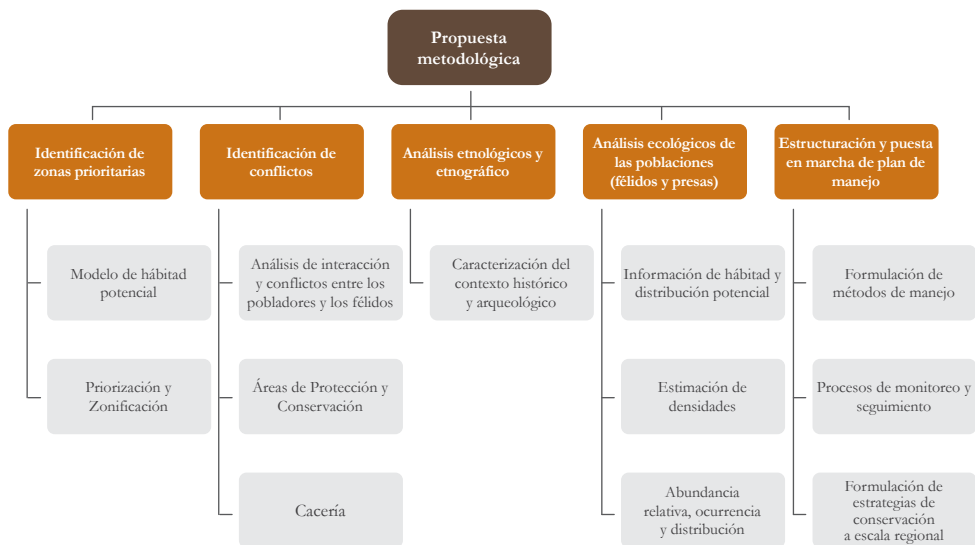 Propuesta
metodológica
Identificación de
zonas prioritarias
Identificación de
conflictos
Análisis etnológicos y
etnográfico
Análisis ecológicos de
las poblaciones
(félidos y presas)
Estructuración y puesta
en marcha de plan de
manejo
Modelo de hábitad
potencial
Análisis de interacción
y conflictos entre los
pobladores y los félidos
Caracterización del
contexto histórico
y arqueológico
Información de hábitad y
distribución potencial
Formulación de
métodos de manejo
Priorización y
Zonificación
Áreas de Protección y
Conservación
Estimación de
densidades
Procesos de monitoreo y
seguimiento
Cacería
Abundancia
relativa, ocurrencia
y distribución
Formulación de
estrategias de
conservación
a escala regional